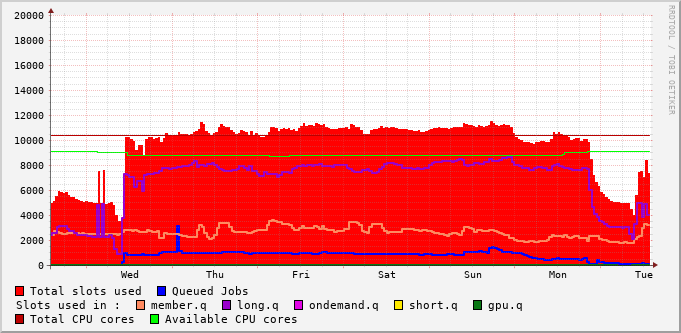 20000
18000
16000
14000
12000
10000
8000
6000
4000
2000
0
Wed Thu Fri Sat Sun Mon Tue
Total slots used Queued Jobs
Slots used in : member.q long.q ondemand.q short.q gpu.q
Total CPU cores Available CPU cores
RRDTOOL / TOBI OETIKER